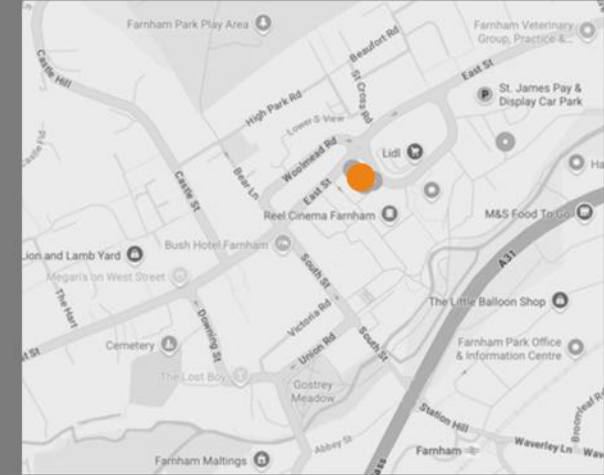 Farnham Park Play Area
Farnham Veterinary
Group, Practice &...
Beaufort Rd
Castle Hill
East St
St Cross Rd
St. James Pay &
Display Car Park
P
High Park Rd
Lower S View
Woolmead Rd
Lidl
Castle St
Bear Ln
East St
Ha
Reel Cinema Farnham
M&S Food To Go
Bush Hotel Farnham
Lion and Lamb Yard
Megan's on West Street
South St
A31
The Hart
The Little Balloon Shop
Victoria Rd
Downing St
Cemetery
Union Rd
South St
Farnham Park Office
& Information Centre
The Lost Boy
Gostrey
Meadow
Station Hill
Abbey St
Farnham Maltings
Farnham
Waverley Ln
Wav